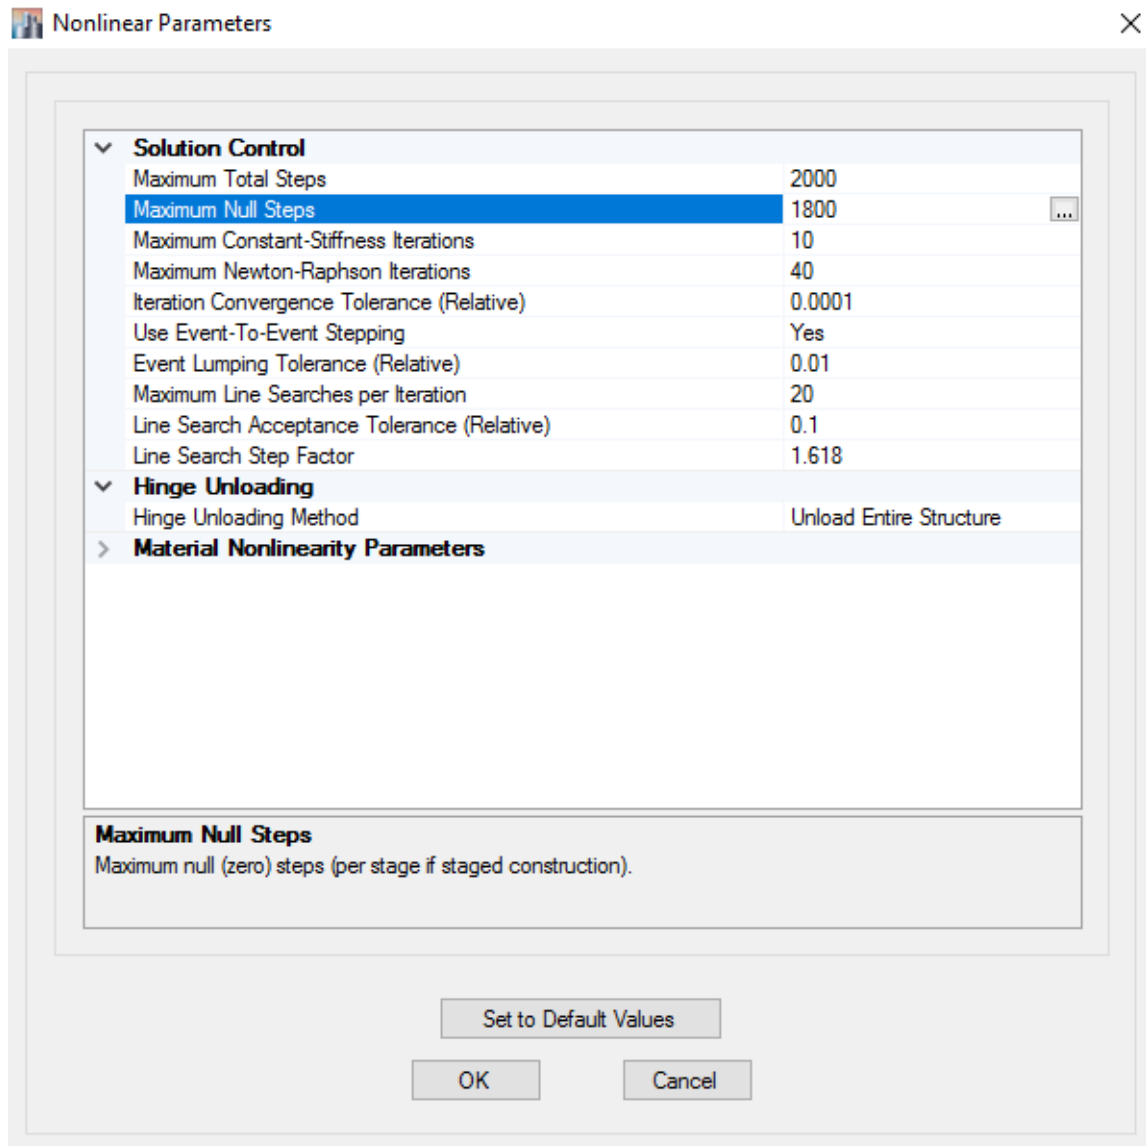 Nonlinear Parameters
Solution Control
Maximum Total Steps 2000
Maximum Null Steps 1800 ...
Maximum Constant-Stiffness Iterations 10
Maximum Newton-Raphson Iterations 40
Iteration Convergence Tolerance (Relative) 0.0001
Use Event-To-Event Stepping Yes
Event Lumping Tolerance (Relative) 0.01
Maximum Line Searches per Iteration 20
Line Search Acceptance Tolerance (Relative) 0.1
Line Search Step Factor 1.618
Hinge Unloading
Hinge Unloading Method Unload Entire Structure
Material Nonlinearity Parameters
Maximum Null Steps
Maximum null (zero) steps (per stage if staged construction).
Set to Default Values
OK Cancel